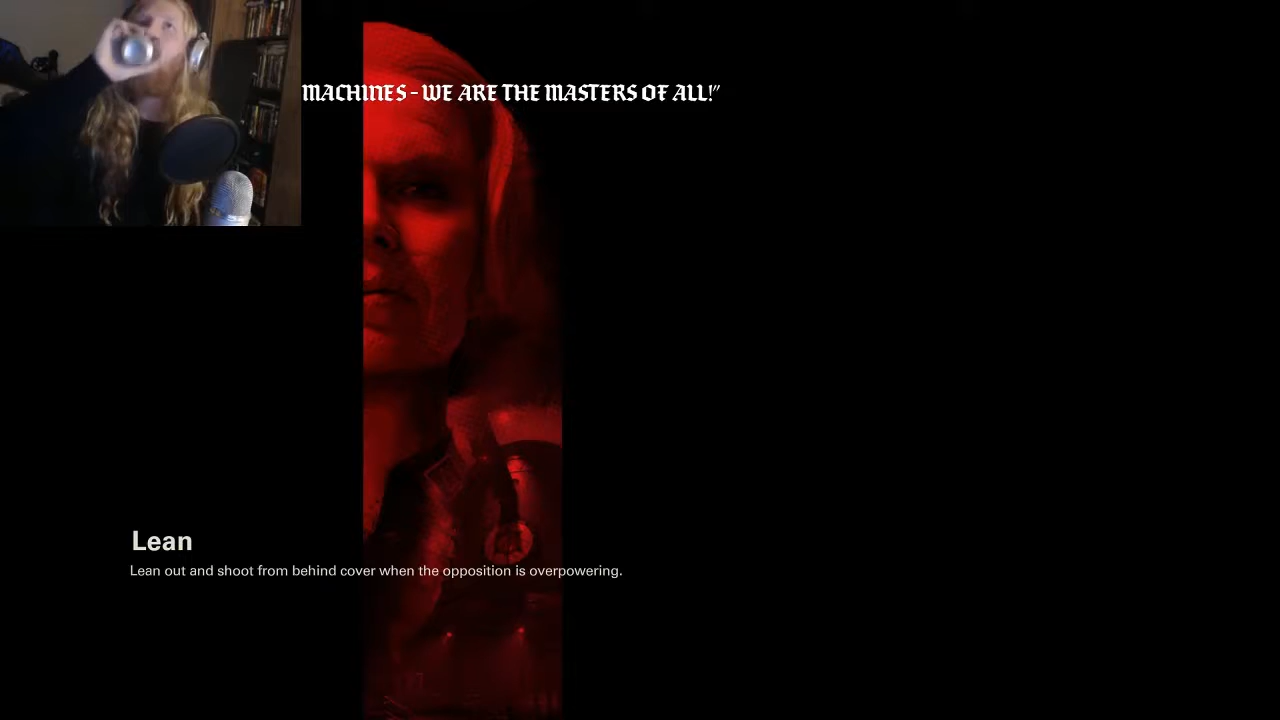 MACHINES - WE ARE THE MASTERS OF ALL!”
Lean
Lean out and shoot from behind cover when the opposition is overpowering.